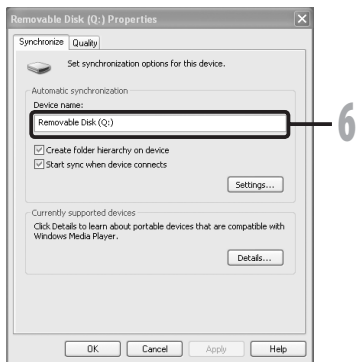 Removable Disk (Q:) Properties
Synchronize Quality
Set synchronization options for this device.
Automatic synchronization
Device name:
Removable Disk (Q:)
6
Create folder hierarchy on device
Start sync when device connects
Settings...
Currently supported devices
Click Details to learn about portable devices that are compatible with
Windows Media Player.
Details...
OK Cancel Apply Help